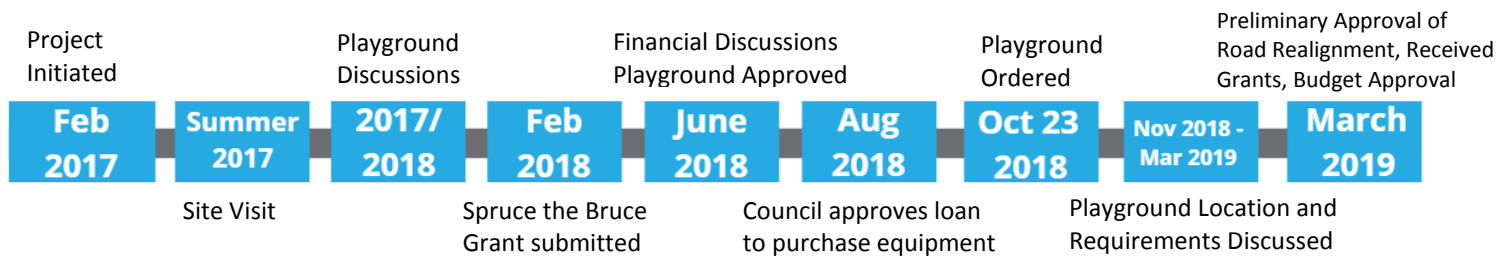 Project
Initiated
Playground
Discussions
Financial Discussions
Playground Approved
Playground
Ordered
Preliminary Approval of
Road Realignment, Received
Grants, Budget Approval
Feb
2017
Summer
2017
2017/
2018
Feb
2018
June
2018
Aug
2018
Oct 23
2018
Nov 2018 -
Mar 2019
March
2019
Site Visit
Spruce the Bruce
Grant submitted
Council approves loan
to purchase equipment
Playground Location and
Requirements Discussed